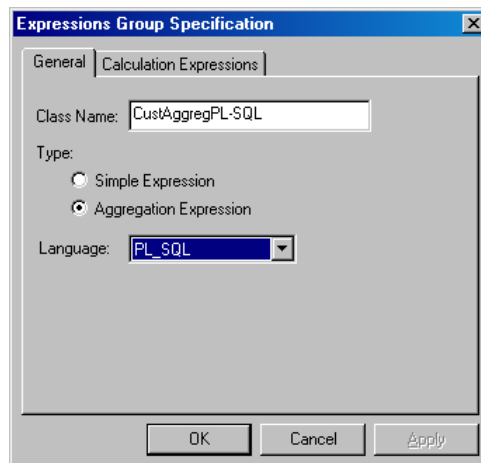 Expressions Group Specification
General Calculation Expressions
Class Name: CustAggregPL-SQL
Type:
Simple Expression
Aggregation Expression
Language: PL_SQL
OK Cancel Apply